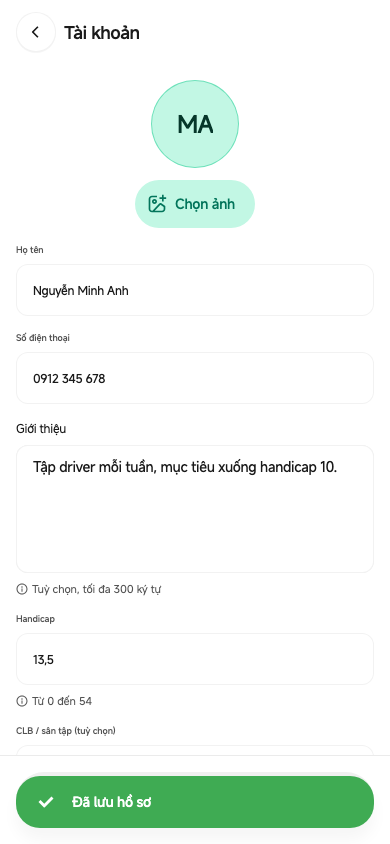 Tài khoản
MA
Chọn ảnh
Họ tên
Nguyễn Minh Anh
Số điện thoại
0912 345 678
Giới thiệu
Tập driver mỗi tuần, mục tiêu xuống handicap 10.
Tuỳ chọn, tối đa 300 ký tự
Handicap
13,5
Từ 0 đến 54
CLB / sân tập (tuỳ chọn)
Đã lưu hồ sơ